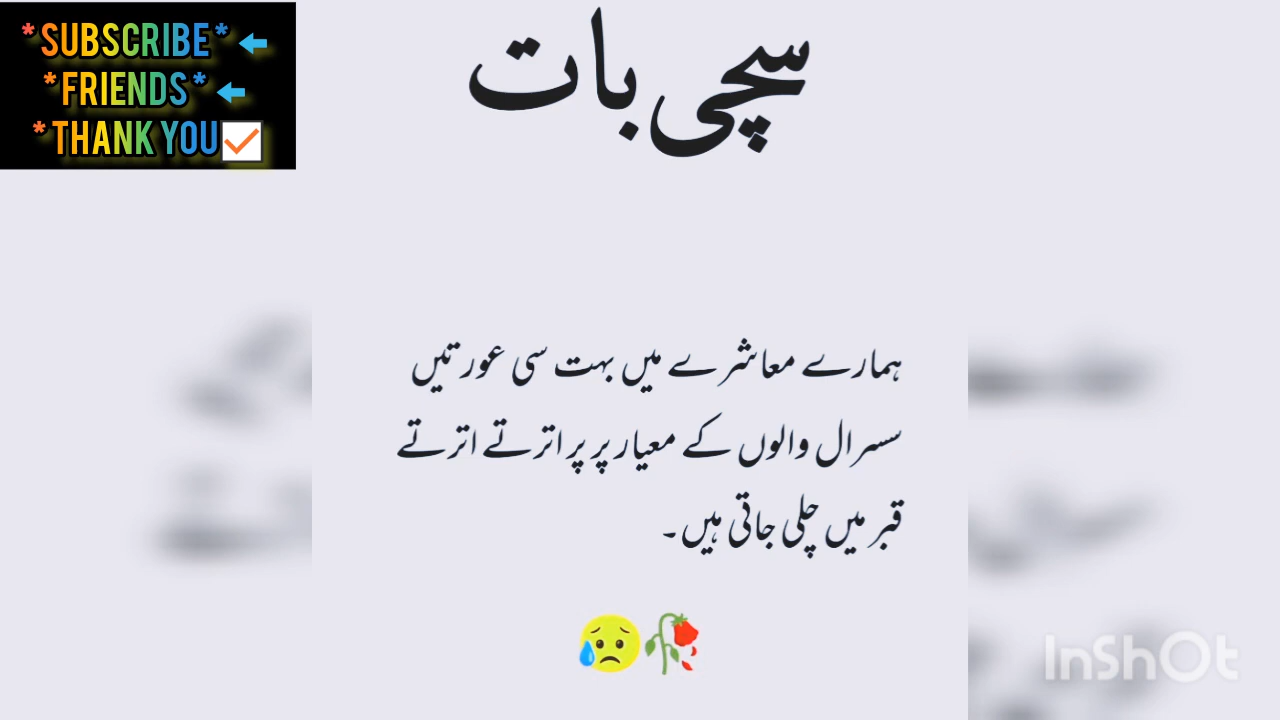 *SUBSCRIBE*
*FRIENDS*
*THANK YOU
سچی بات
ہمارے معاشرے میں بہت سی عورتیں
سسرال والوں کے معیار پر پر اترتے اترتے
قبر میں چلی جاتی ہیں۔
InShOt